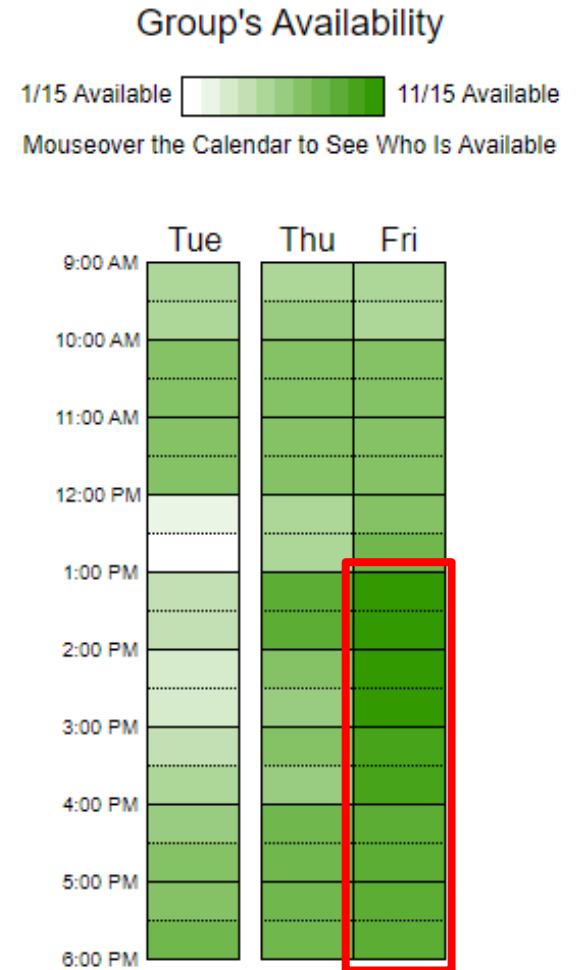 Group's Availability
1/15 Available 11/15 Available
Mouseover the Calendar to See Who Is Available
Tue Thu Fri
9:00 AM
10:00 AM
11:00 AM
12:00 PM
1:00 PM
2:00 PM
3:00 PM
4:00 PM
5:00 PM
6:00 PM